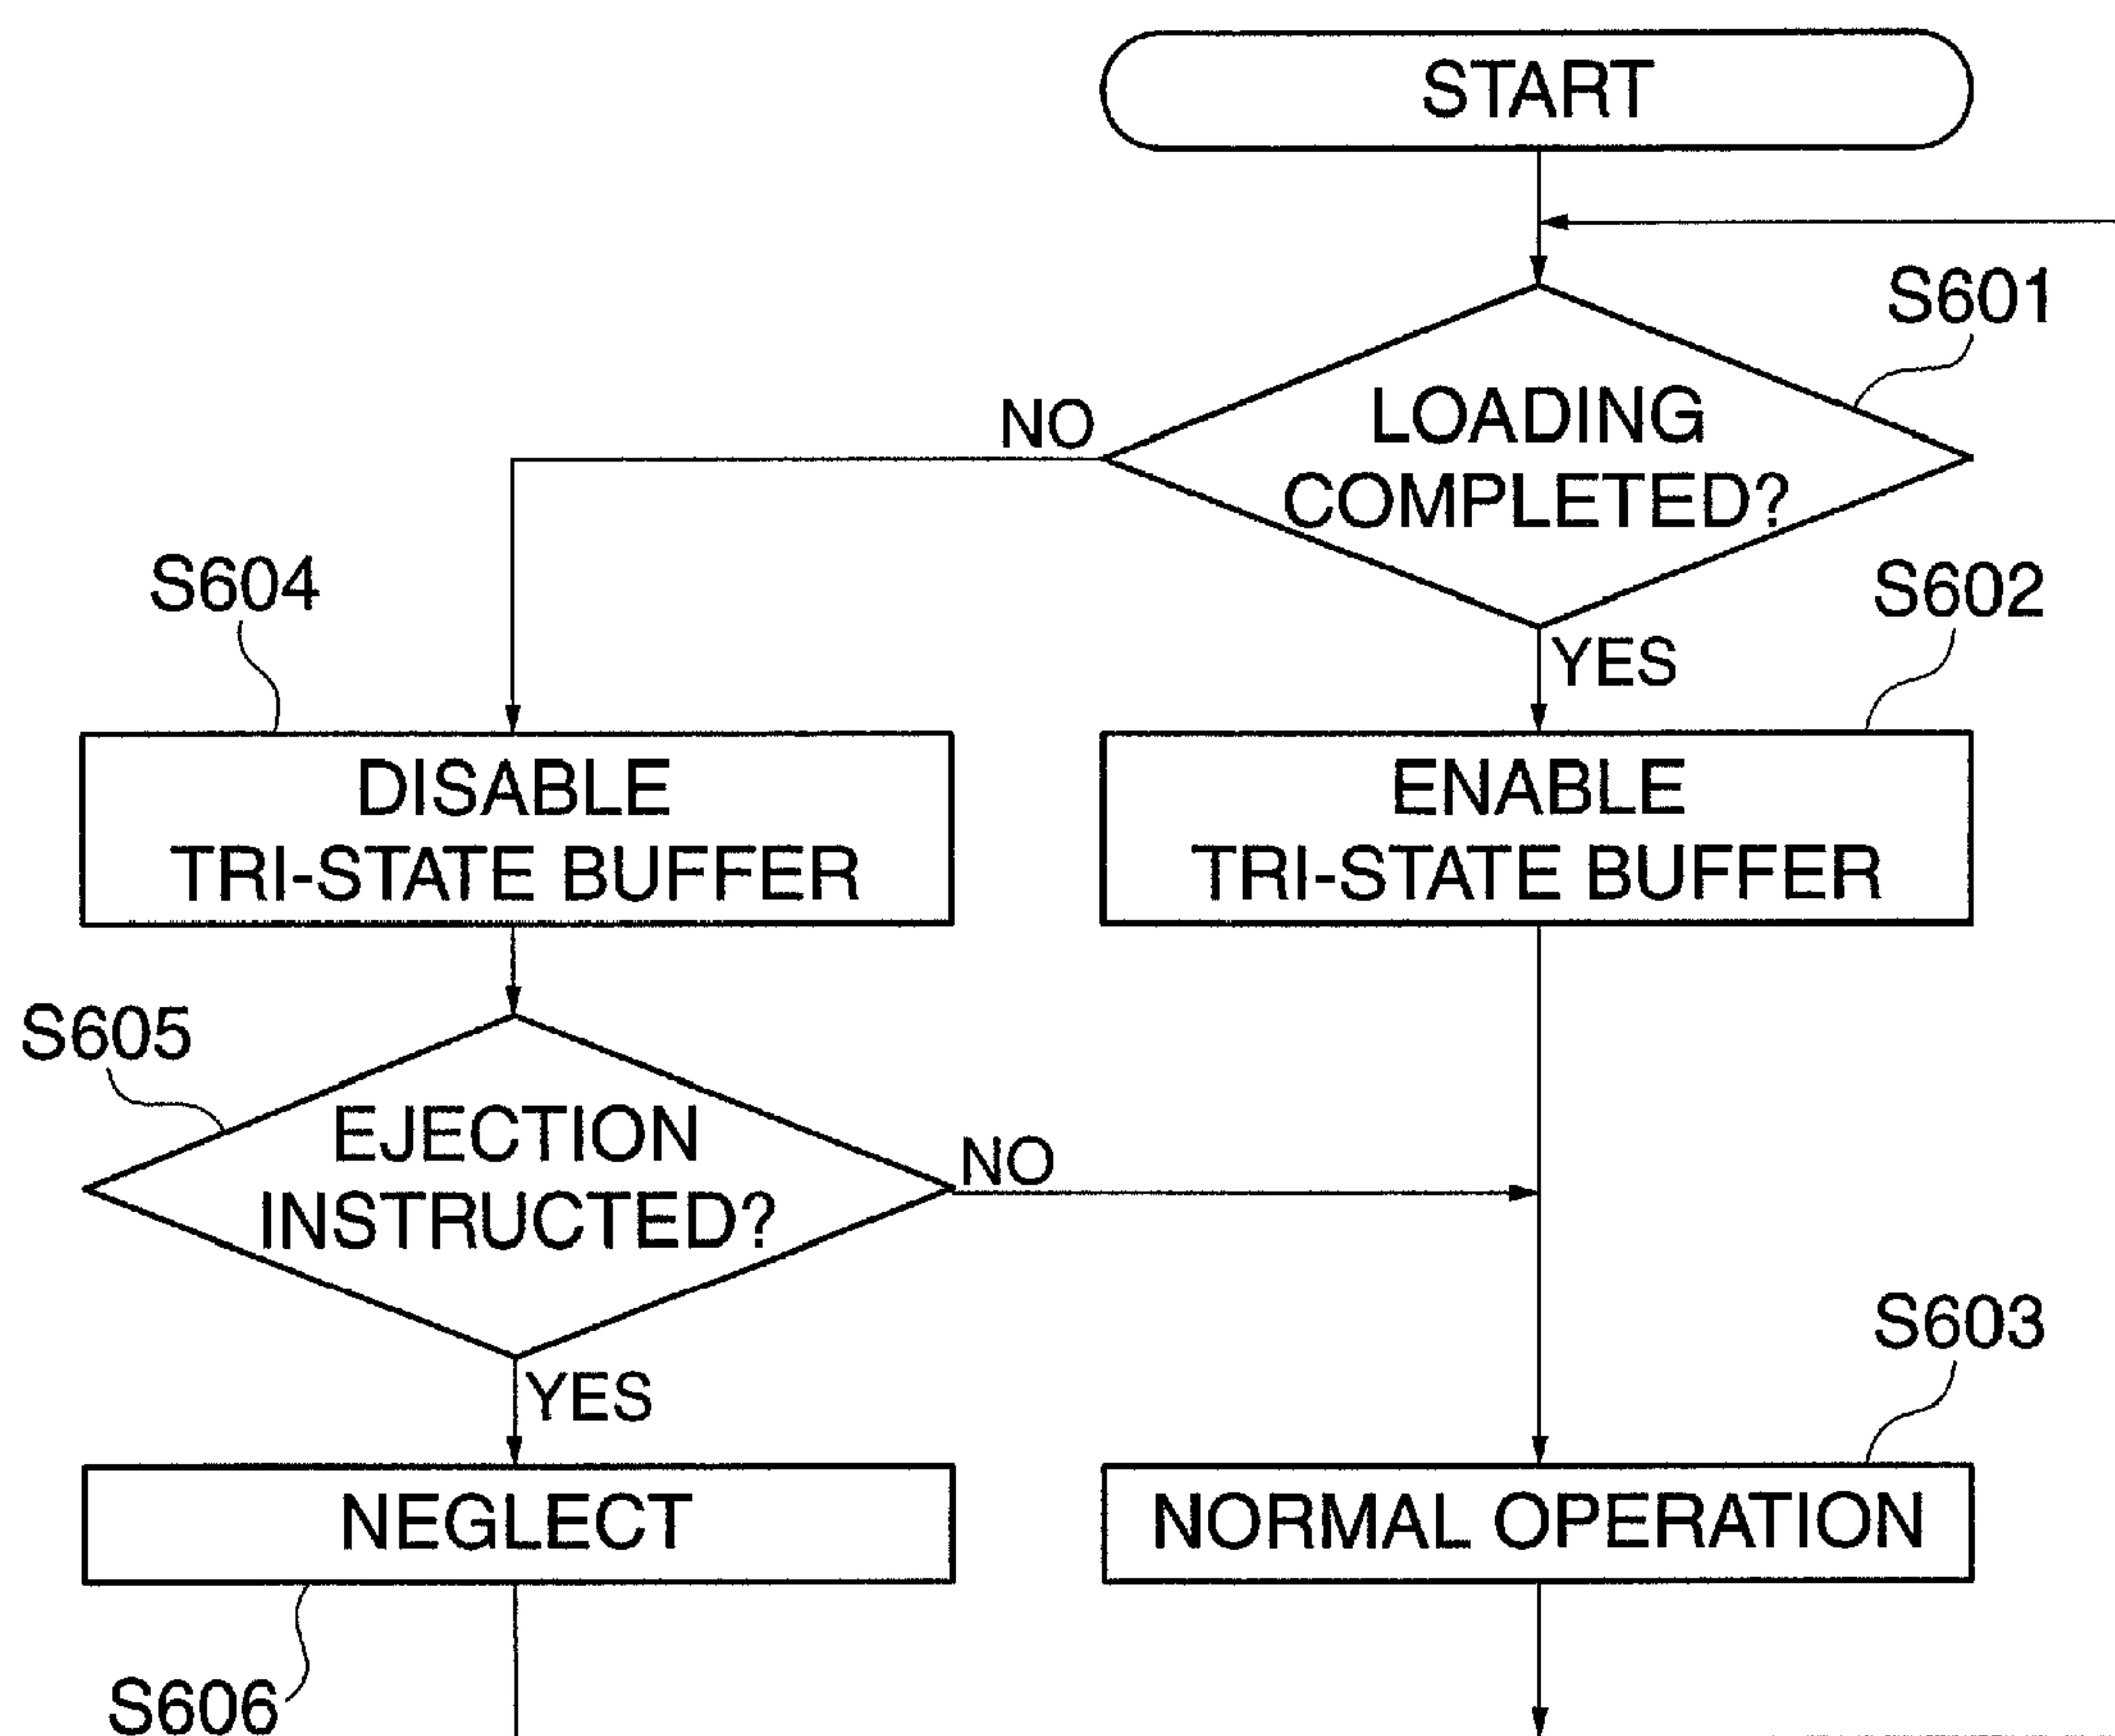 START
S601
LOADING
COMPLETED?
NO
YES
S604
S602
DISABLE
TRI-STATE BUFFER
ENABLE
TRI-STATE BUFFER
S605
EJECTION
INSTRUCTED?
NO
YES
S603
NEGLECT
NORMAL OPERATION
S606